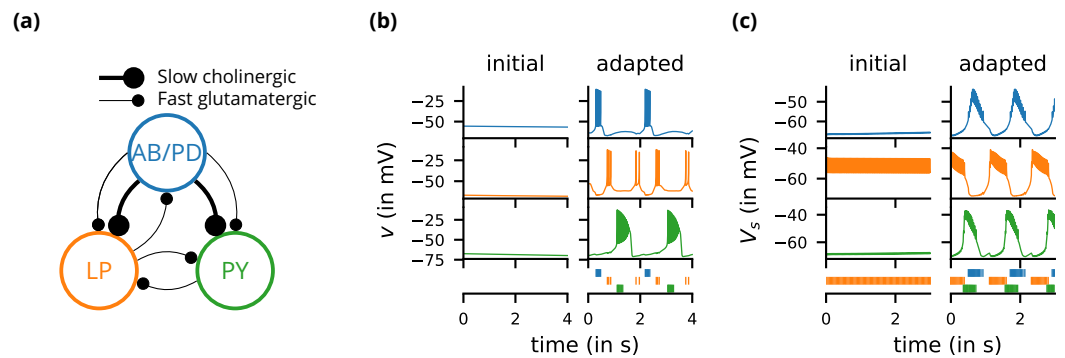 (a)
Slow cholinergic
Fast glutamatergic
AB/PD
LP
PY
(b)
initial
adapted
v (in mV)
−25
−50
−25
−50
−25
−50
−75
0
2
4
0
2
4
time (in s)
(c)
initial
adapted
Vₛ (in mV)
−50
−60
−40
−60
−40
−60
0
2
0
2
time (in s)